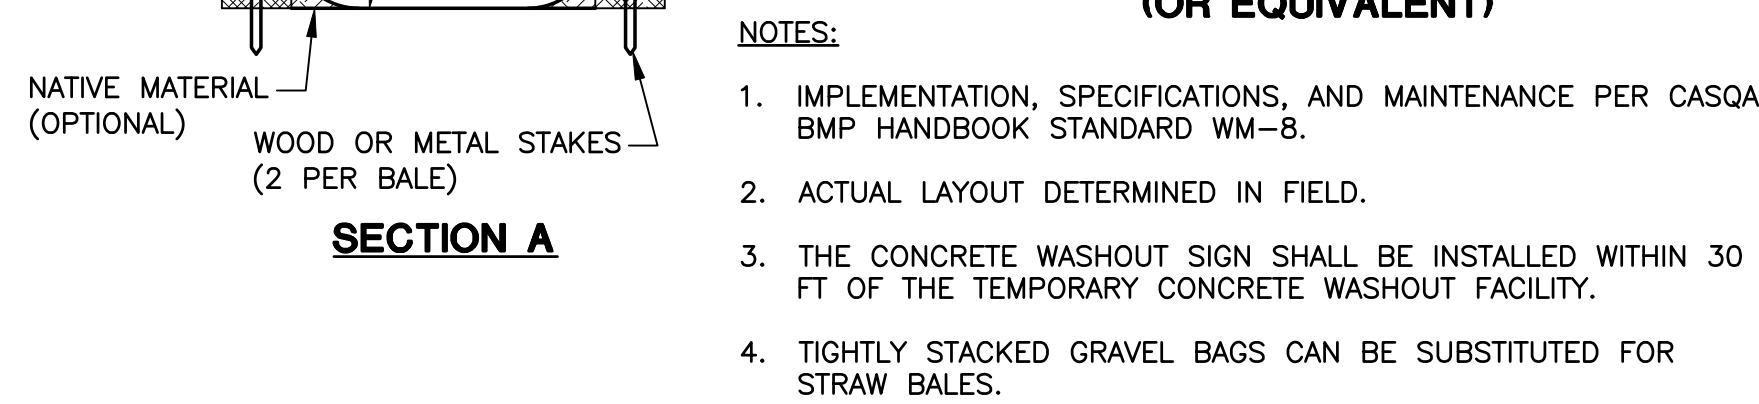 (OR EQUIVALENT)
NATIVE MATERIAL
(OPTIONAL)
WOOD OR METAL STAKES
(2 PER BALE)
SECTION A
NOTES:
1. IMPLEMENTATION, SPECIFICATIONS, AND MAINTENANCE PER CASQA
BMP HANDBOOK STANDARD WM-8.
2. ACTUAL LAYOUT DETERMINED IN FIELD.
3. THE CONCRETE WASHOUT SIGN SHALL BE INSTALLED WITHIN 30
FT OF THE TEMPORARY CONCRETE WASHOUT FACILITY.
4. TIGHTLY STACKED GRAVEL BAGS CAN BE SUBSTITUTED FOR
STRAW BALES.